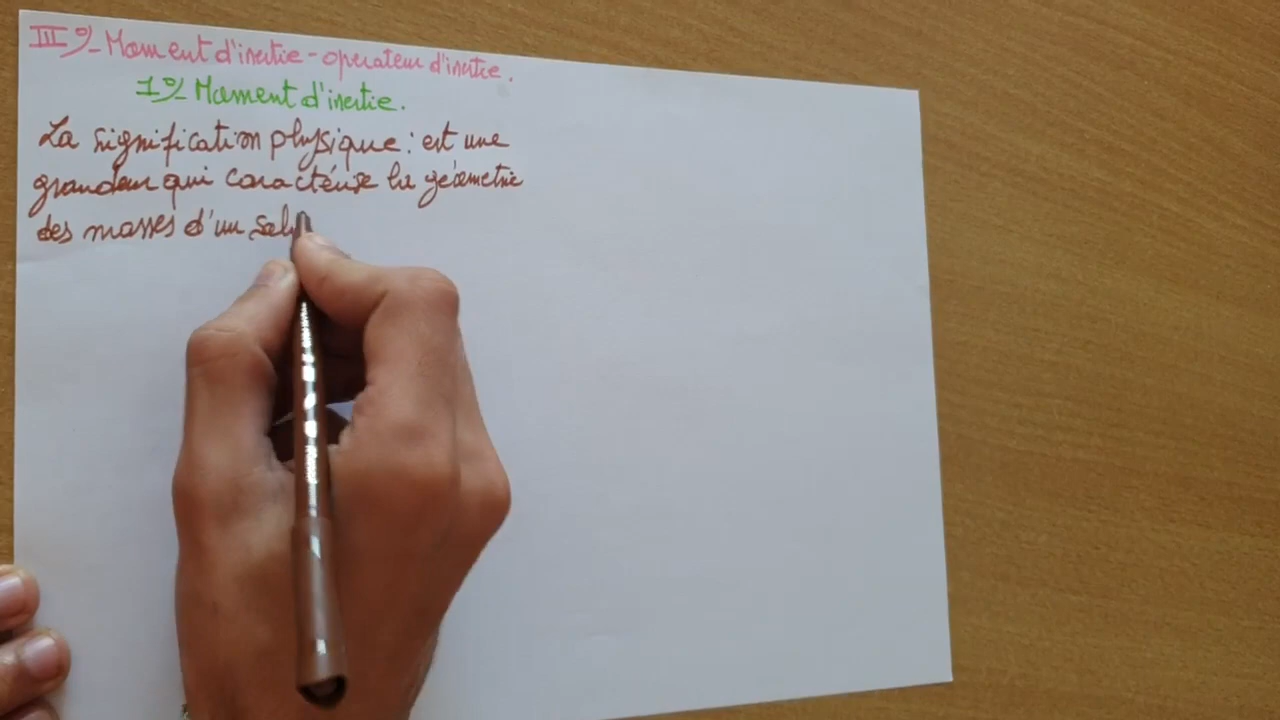 III°/- Moment d'inertie - operateur d'inertie.
1°/- Moment d'inertie.
La signification physique : est une
grandeur qui caractérise la géometrie
des masses d'un